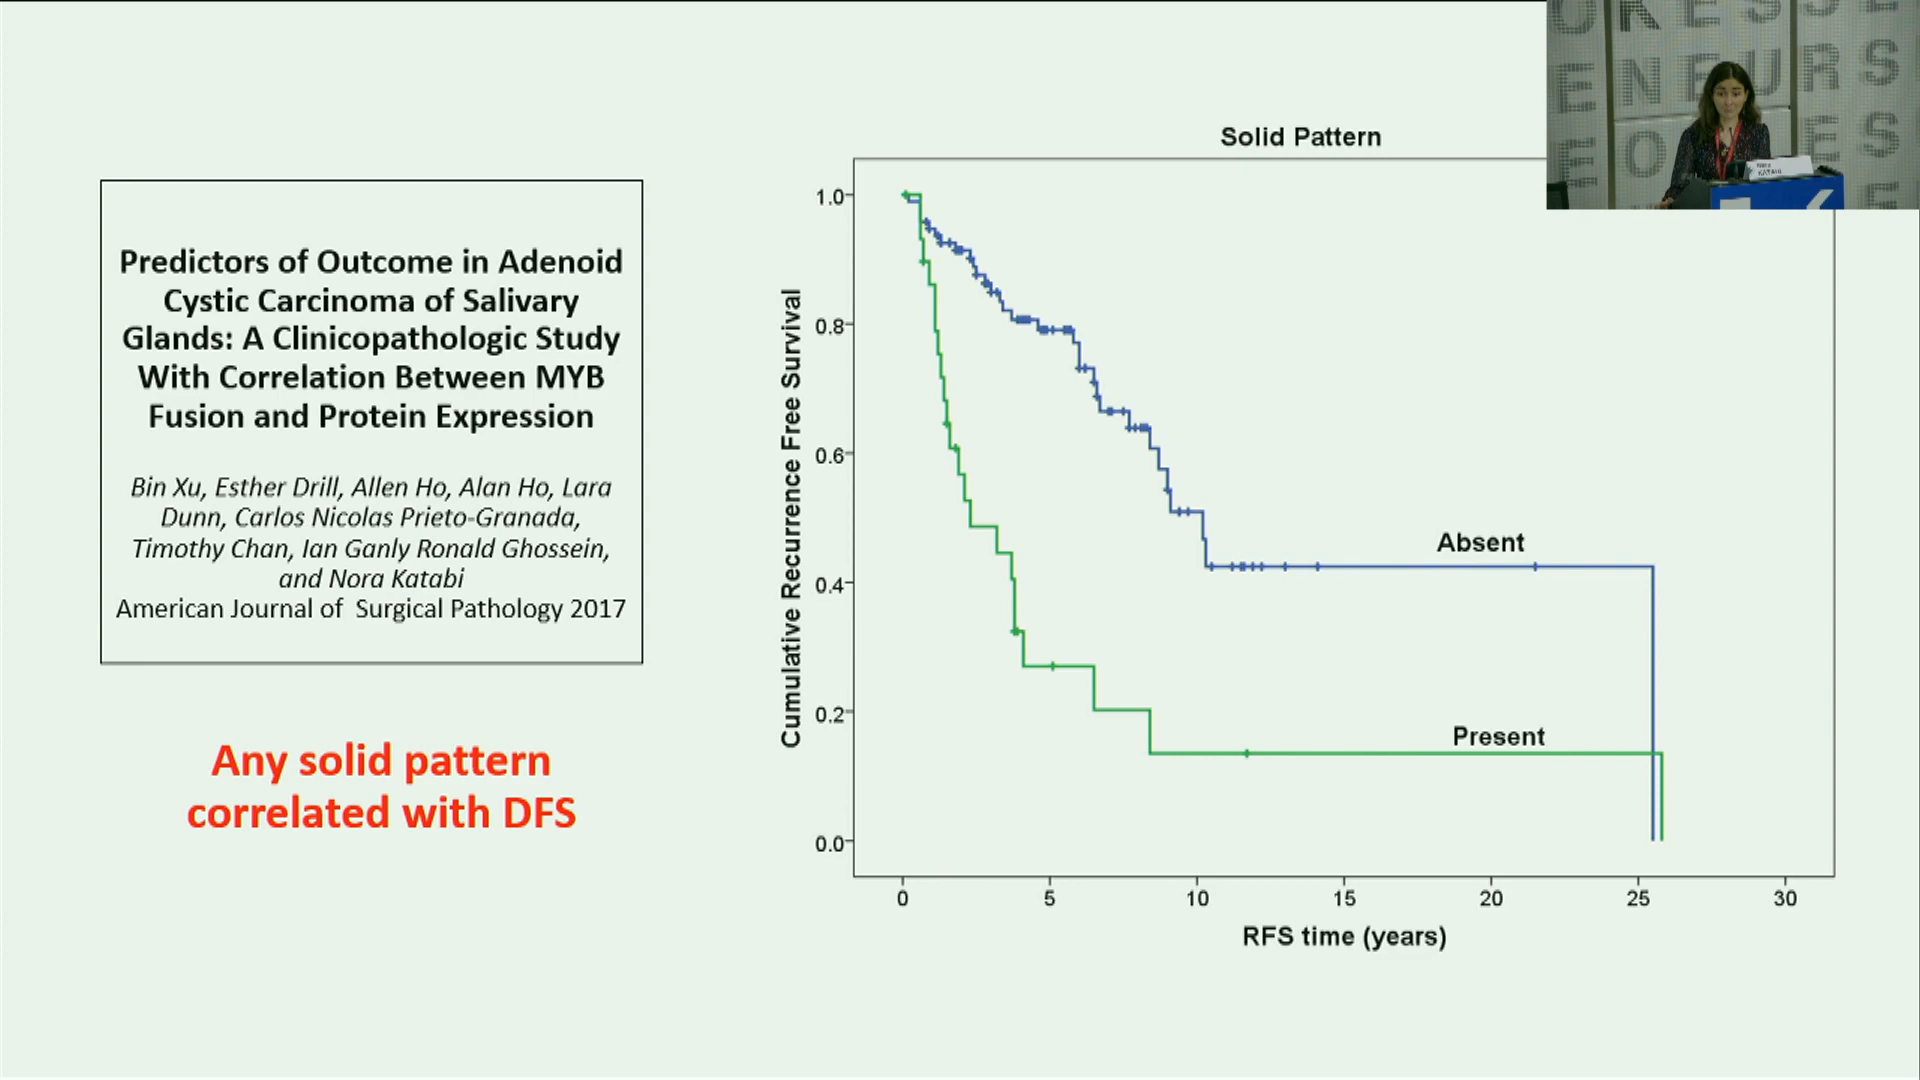 Predictors of Outcome in Adenoid
Cystic Carcinoma of Salivary
Glands: A Clinicopathologic Study
With Correlation Between MYB
Fusion and Protein Expression
Bin Xu, Esther Drill, Allen Ho, Alan Ho, Lara
Dunn, Carlos Nicolas Prieto-Granada,
Timothy Chan, Ian Ganly Ronald Ghossein,
and Nora Katabi
American Journal of Surgical Pathology 2017
Any solid pattern
correlated with DFS
Solid Pattern
Cumulative Recurrence Free Survival
1.0
0.8
0.6
0.4
0.2
0.0
Absent
Present
0 5 10 15 20 25 30
RFS time (years)
KATABI